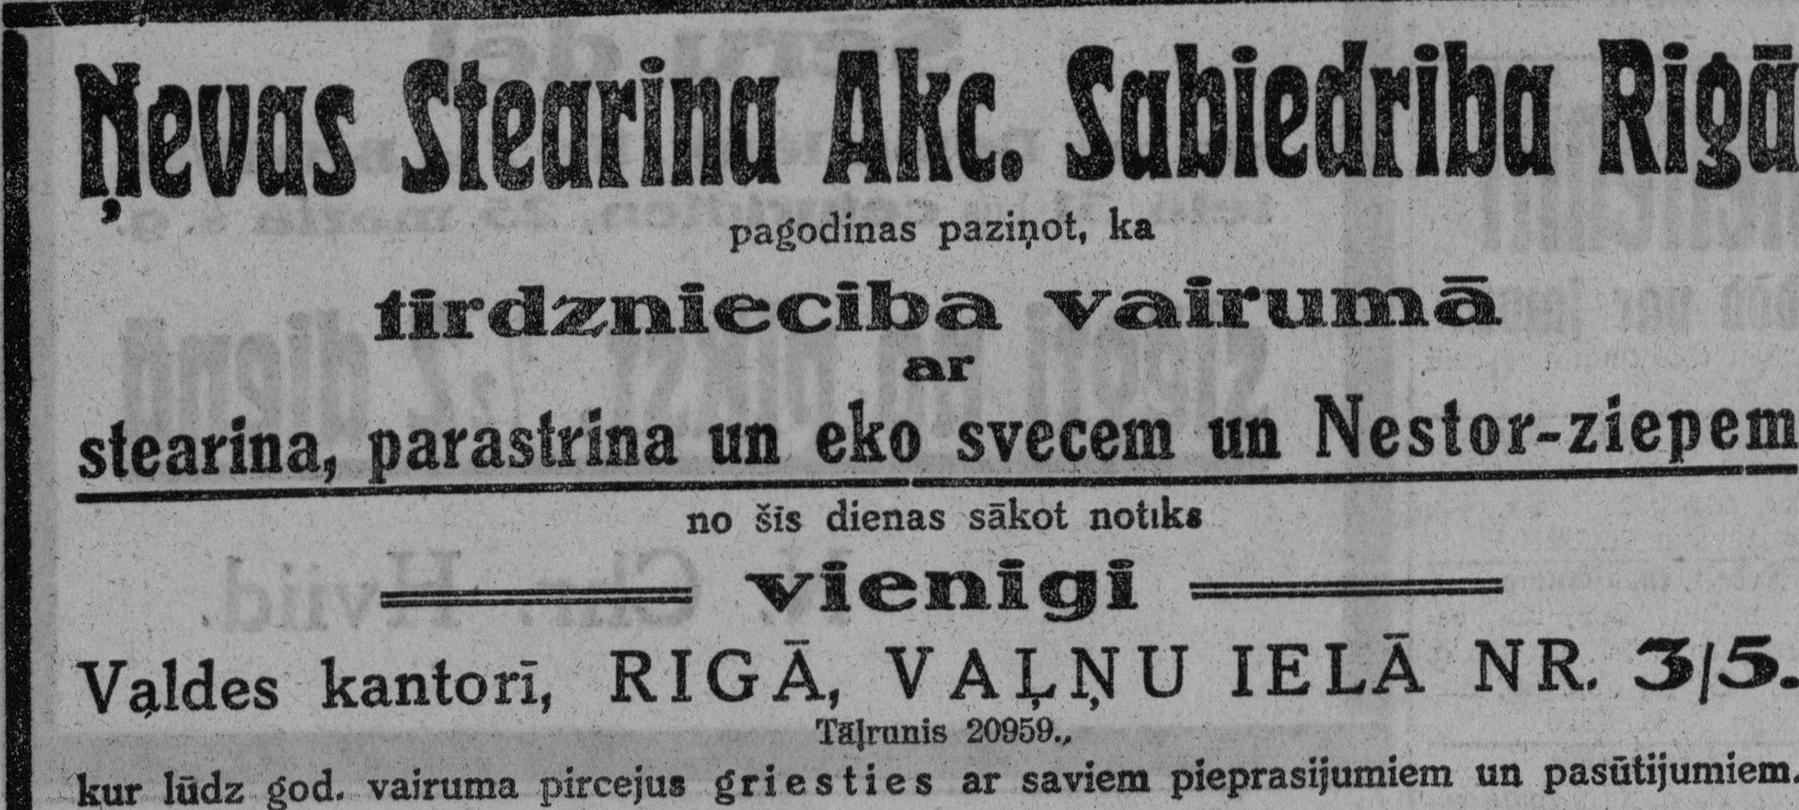 Ņevas Stearina Akc. Sabiedriba Rigā
pagodinas paziņot, ka
tirdznieciba vairumā
ar
stearina, parastrina un eko svecem un Nestor-ziepem
no šīs dienas sākot notiks
vienigi
Valdes kantorī, RIGĀ, VAĻŅU IELĀ NR. 3/5.
Tāļrunis 20959.,
kur lūdz god. vairuma pircejus griesties ar saviem pieprasijumiem un pasūtijumiem.